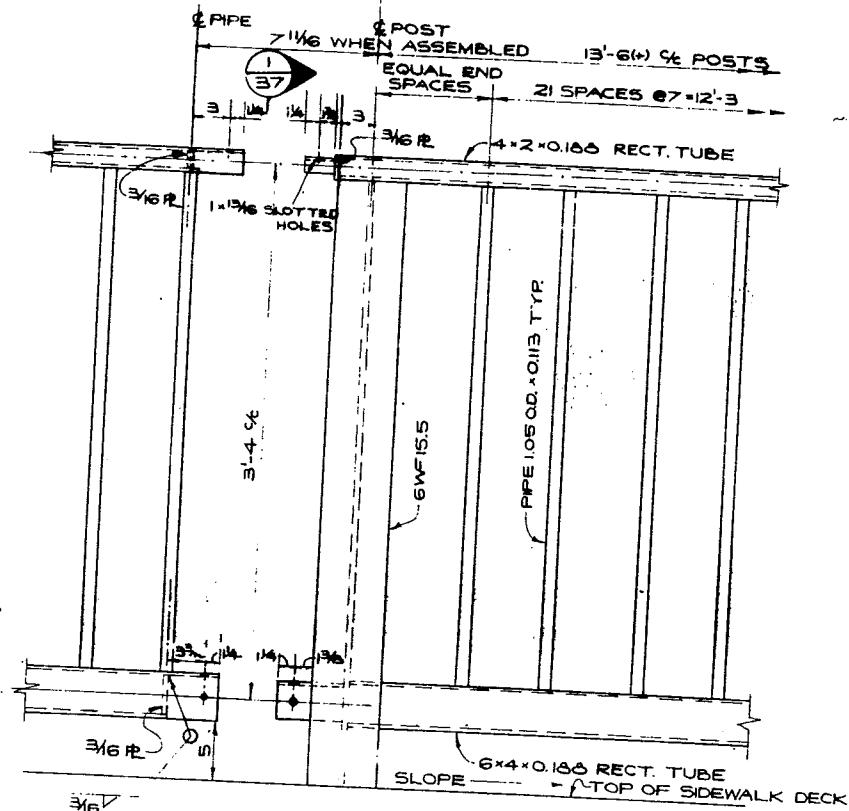 ℄ PIPE
℄ POST
7 11/16 WHEN ASSEMBLED
13'-6(+) C/C POSTS
1
37
EQUAL END
SPACES
21 SPACES @7=12'-3
3
1 1/4
1 1/4
3
3/16 PL
4×2×0.188 RECT. TUBE
3/16 PL
1×13/16 SLOTTED
HOLES
3'-4 C/C
6WF15.5
PIPE 1.05 O.D. × 0.113 TYP.
1 1/4
1 1/4
1 3/8
3/16 PL
5
6×4×0.188 RECT. TUBE
SLOPE
TOP OF SIDEWALK DECK
3/16